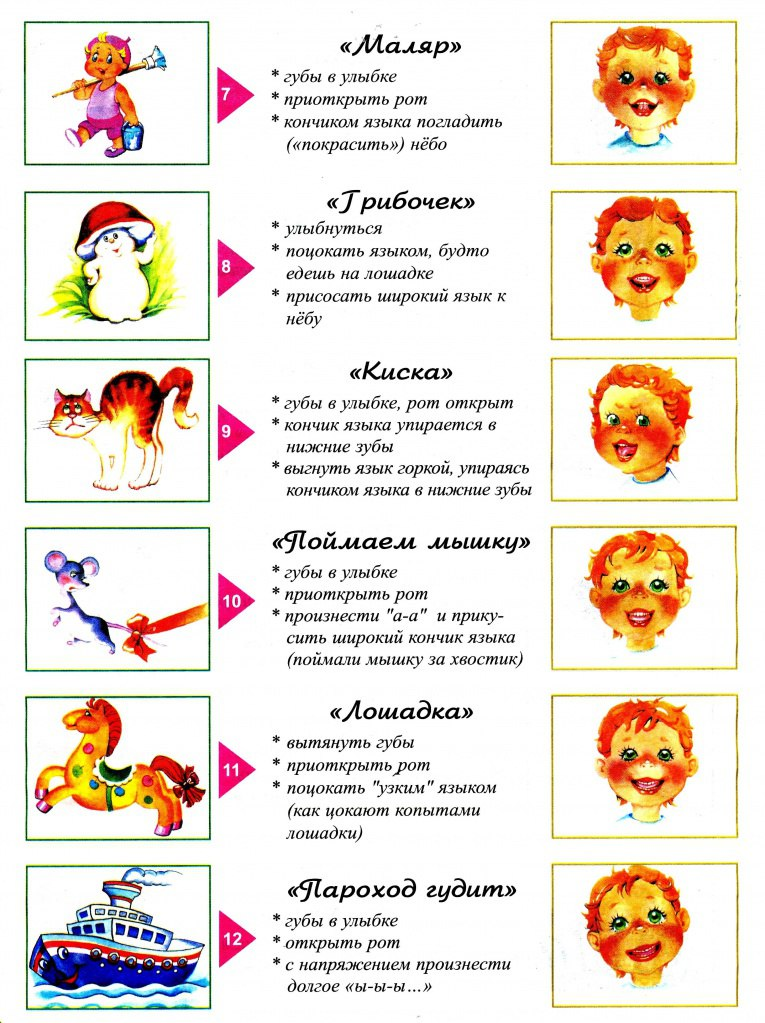 «Маляр»
7
* губы в улыбке
* приоткрыть рот
* кончиком языка погладить
(«покрасить») нёбо
«Грибочек»
8
* улыбнуться
* поцокать языком, будто
едешь на лошадке
* присосать широкий язык к
нёбу
«Киска»
9
* губы в улыбке, рот открыт
* кончик языка упирается в
нижние зубы
* выгнуть язык горкой, упираясь
кончиком языка в нижние зубы
«Поймаем мышку»
10
* губы в улыбке
* приоткрыть рот
* произнести "а-а" и прику-
сить широкий кончик языка
(поймали мышку за хвостик)
«Лошадка»
11
* вытянуть губы
* приоткрыть рот
* поцокать "узким" языком
(как цокают копытами
лошадки)
«Пароход гудит»
12
* губы в улыбке
* открыть рот
* с напряжением произнести
долгое «ы-ы-ы...»